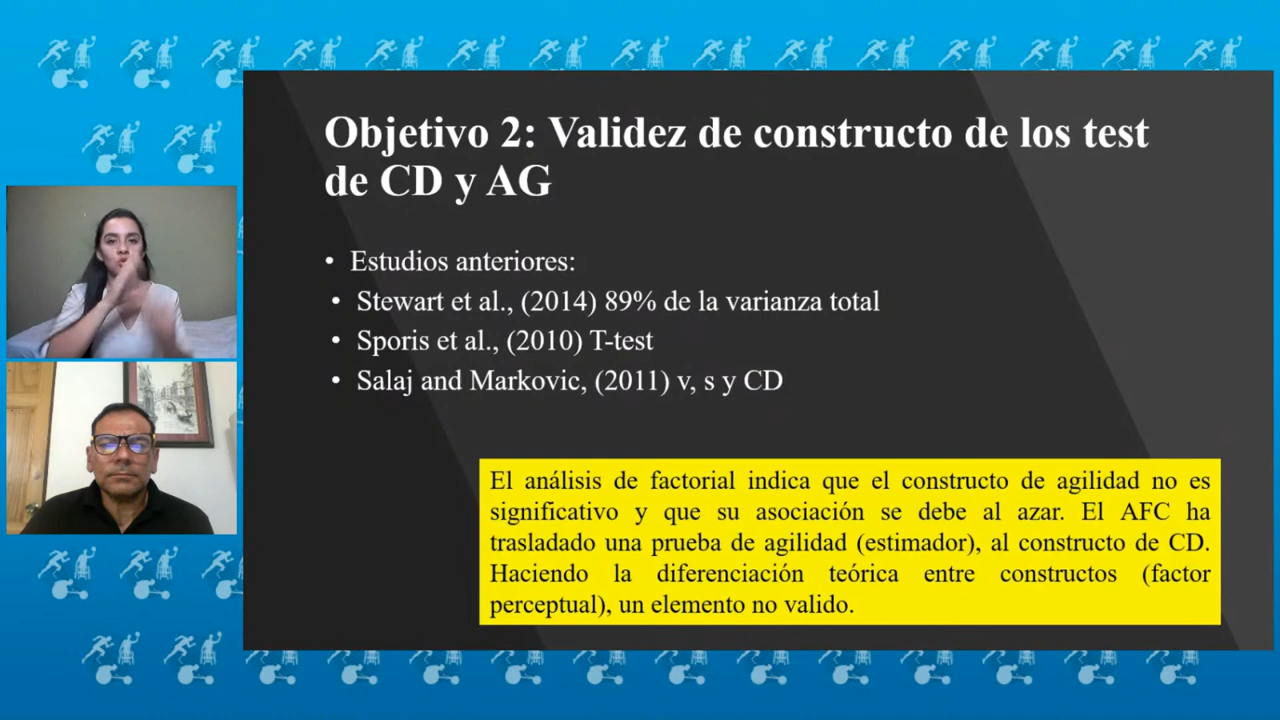 Objetivo 2: Validez de constructo de los test
de CD y AG
• Estudios anteriores:
• Stewart et al., (2014) 89% de la varianza total
• Sporis et al., (2010) T-test
• Salaj and Markovic, (2011) v, s y CD
El análisis de factorial indica que el constructo de agilidad no es
significativo y que su asociación se debe al azar. El AFC ha
trasladado una prueba de agilidad (estimador), al constructo de CD.
Haciendo la diferenciación teórica entre constructos (factor
perceptual), un elemento no valido.